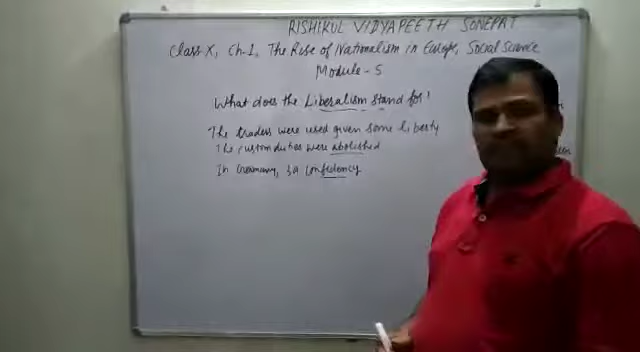 RISHIKUL VIDYAPEETH SONEPAT
Class X, Ch-1, The Rise of Nationalism in Europe, Social Science
Module - 5
What does the Liberalism Stand for?
The traders were used given some liberty
The custom duties were abolished
In Germany, 39 confedency